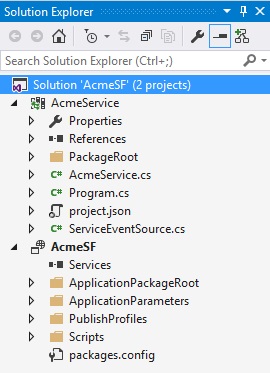 Solution Explorer
Search Solution Explorer (Ctrl+;)
Solution 'AcmeSF' (2 projects)
AcmeService
Properties
References
PackageRoot
C# AcmeService.cs
C# Program.cs
project.json
C# ServiceEventSource.cs
AcmeSF
Services
ApplicationPackageRoot
ApplicationParameters
PublishProfiles
Scripts
packages.config